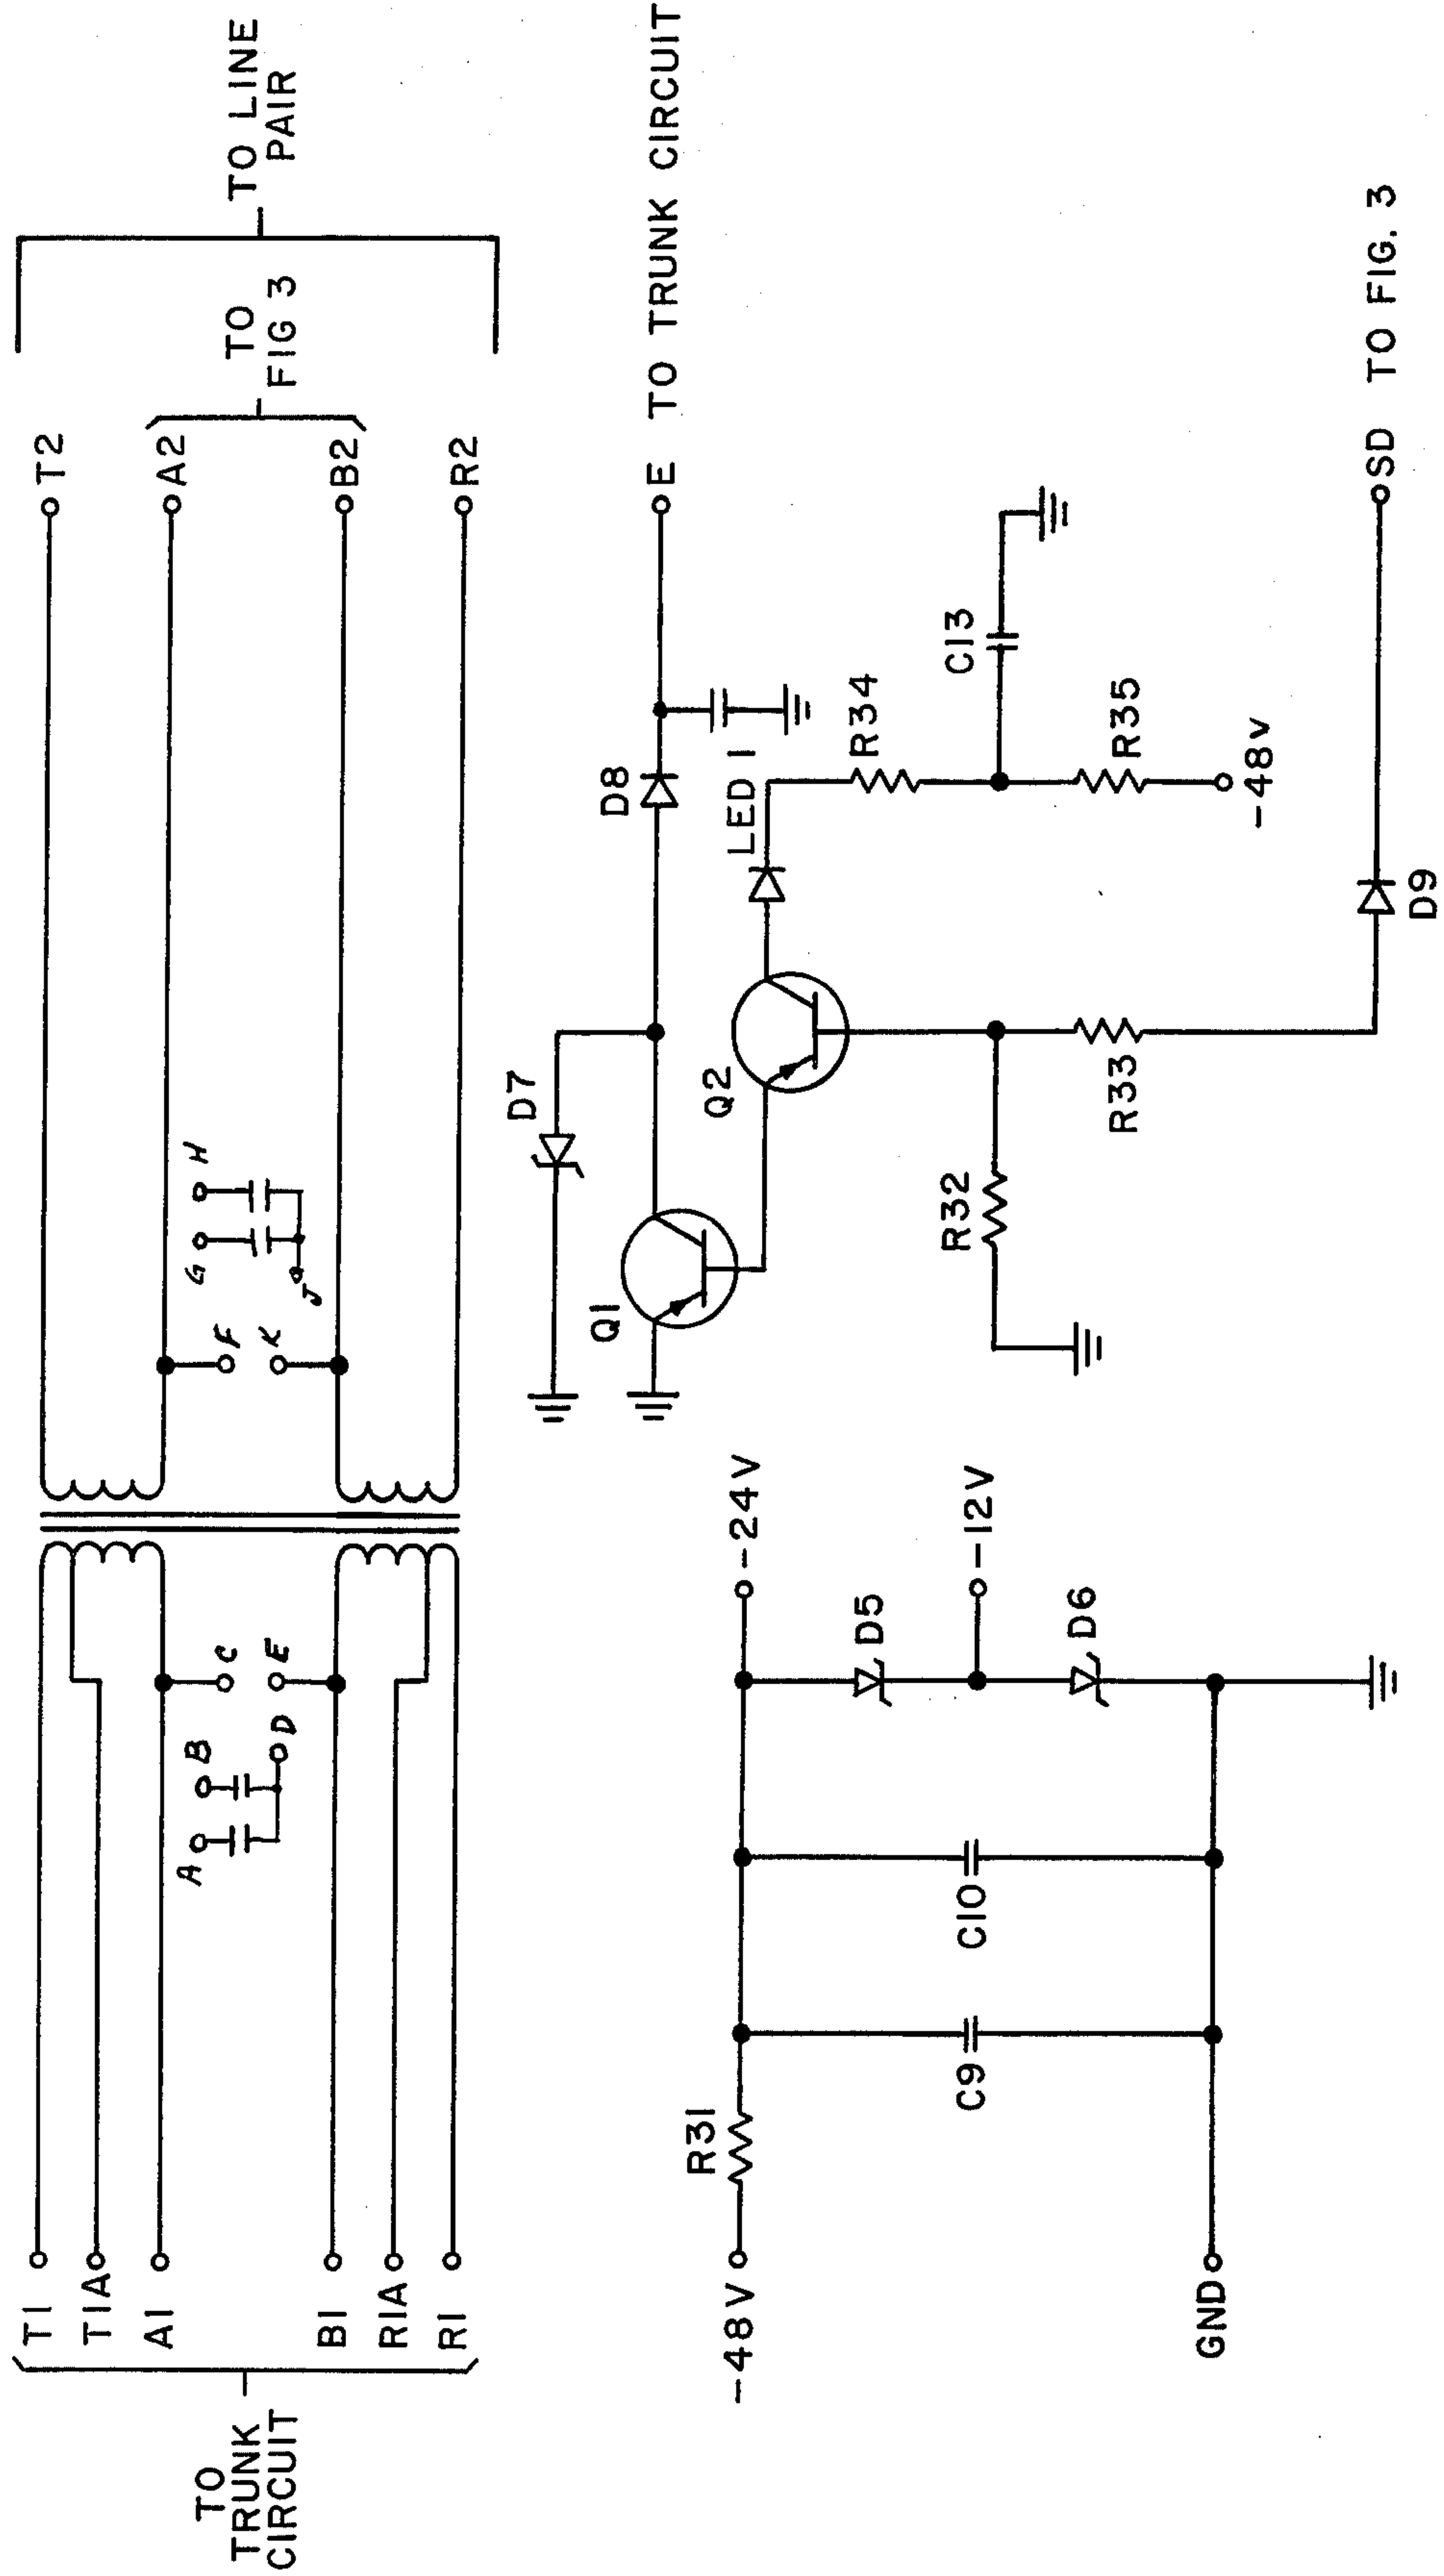 TO
TRUNK
CIRCUIT
T1
T1A
A1
B1
R1A
R1
A
B
C
D
E
F
K
G
H
J
T2
A2
B2
R2
TO
FIG 3
TO LINE
PAIR
-48V
R31
C9
C10
D5
D6
-24V
-12V
GND
Q1
D7
Q2
D8
LED 1
E TO TRUNK CIRCUIT
R32
R33
R34
C13
R35
-48v
D9
SD TO FIG. 3